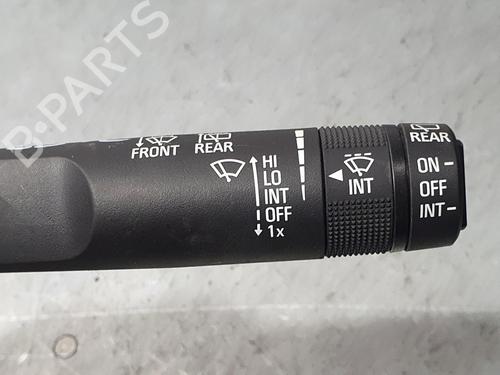 B-PARTS
FRONT
REAR
HI
LO
INT
OFF
1x
INT
REAR
ON
OFF
INT